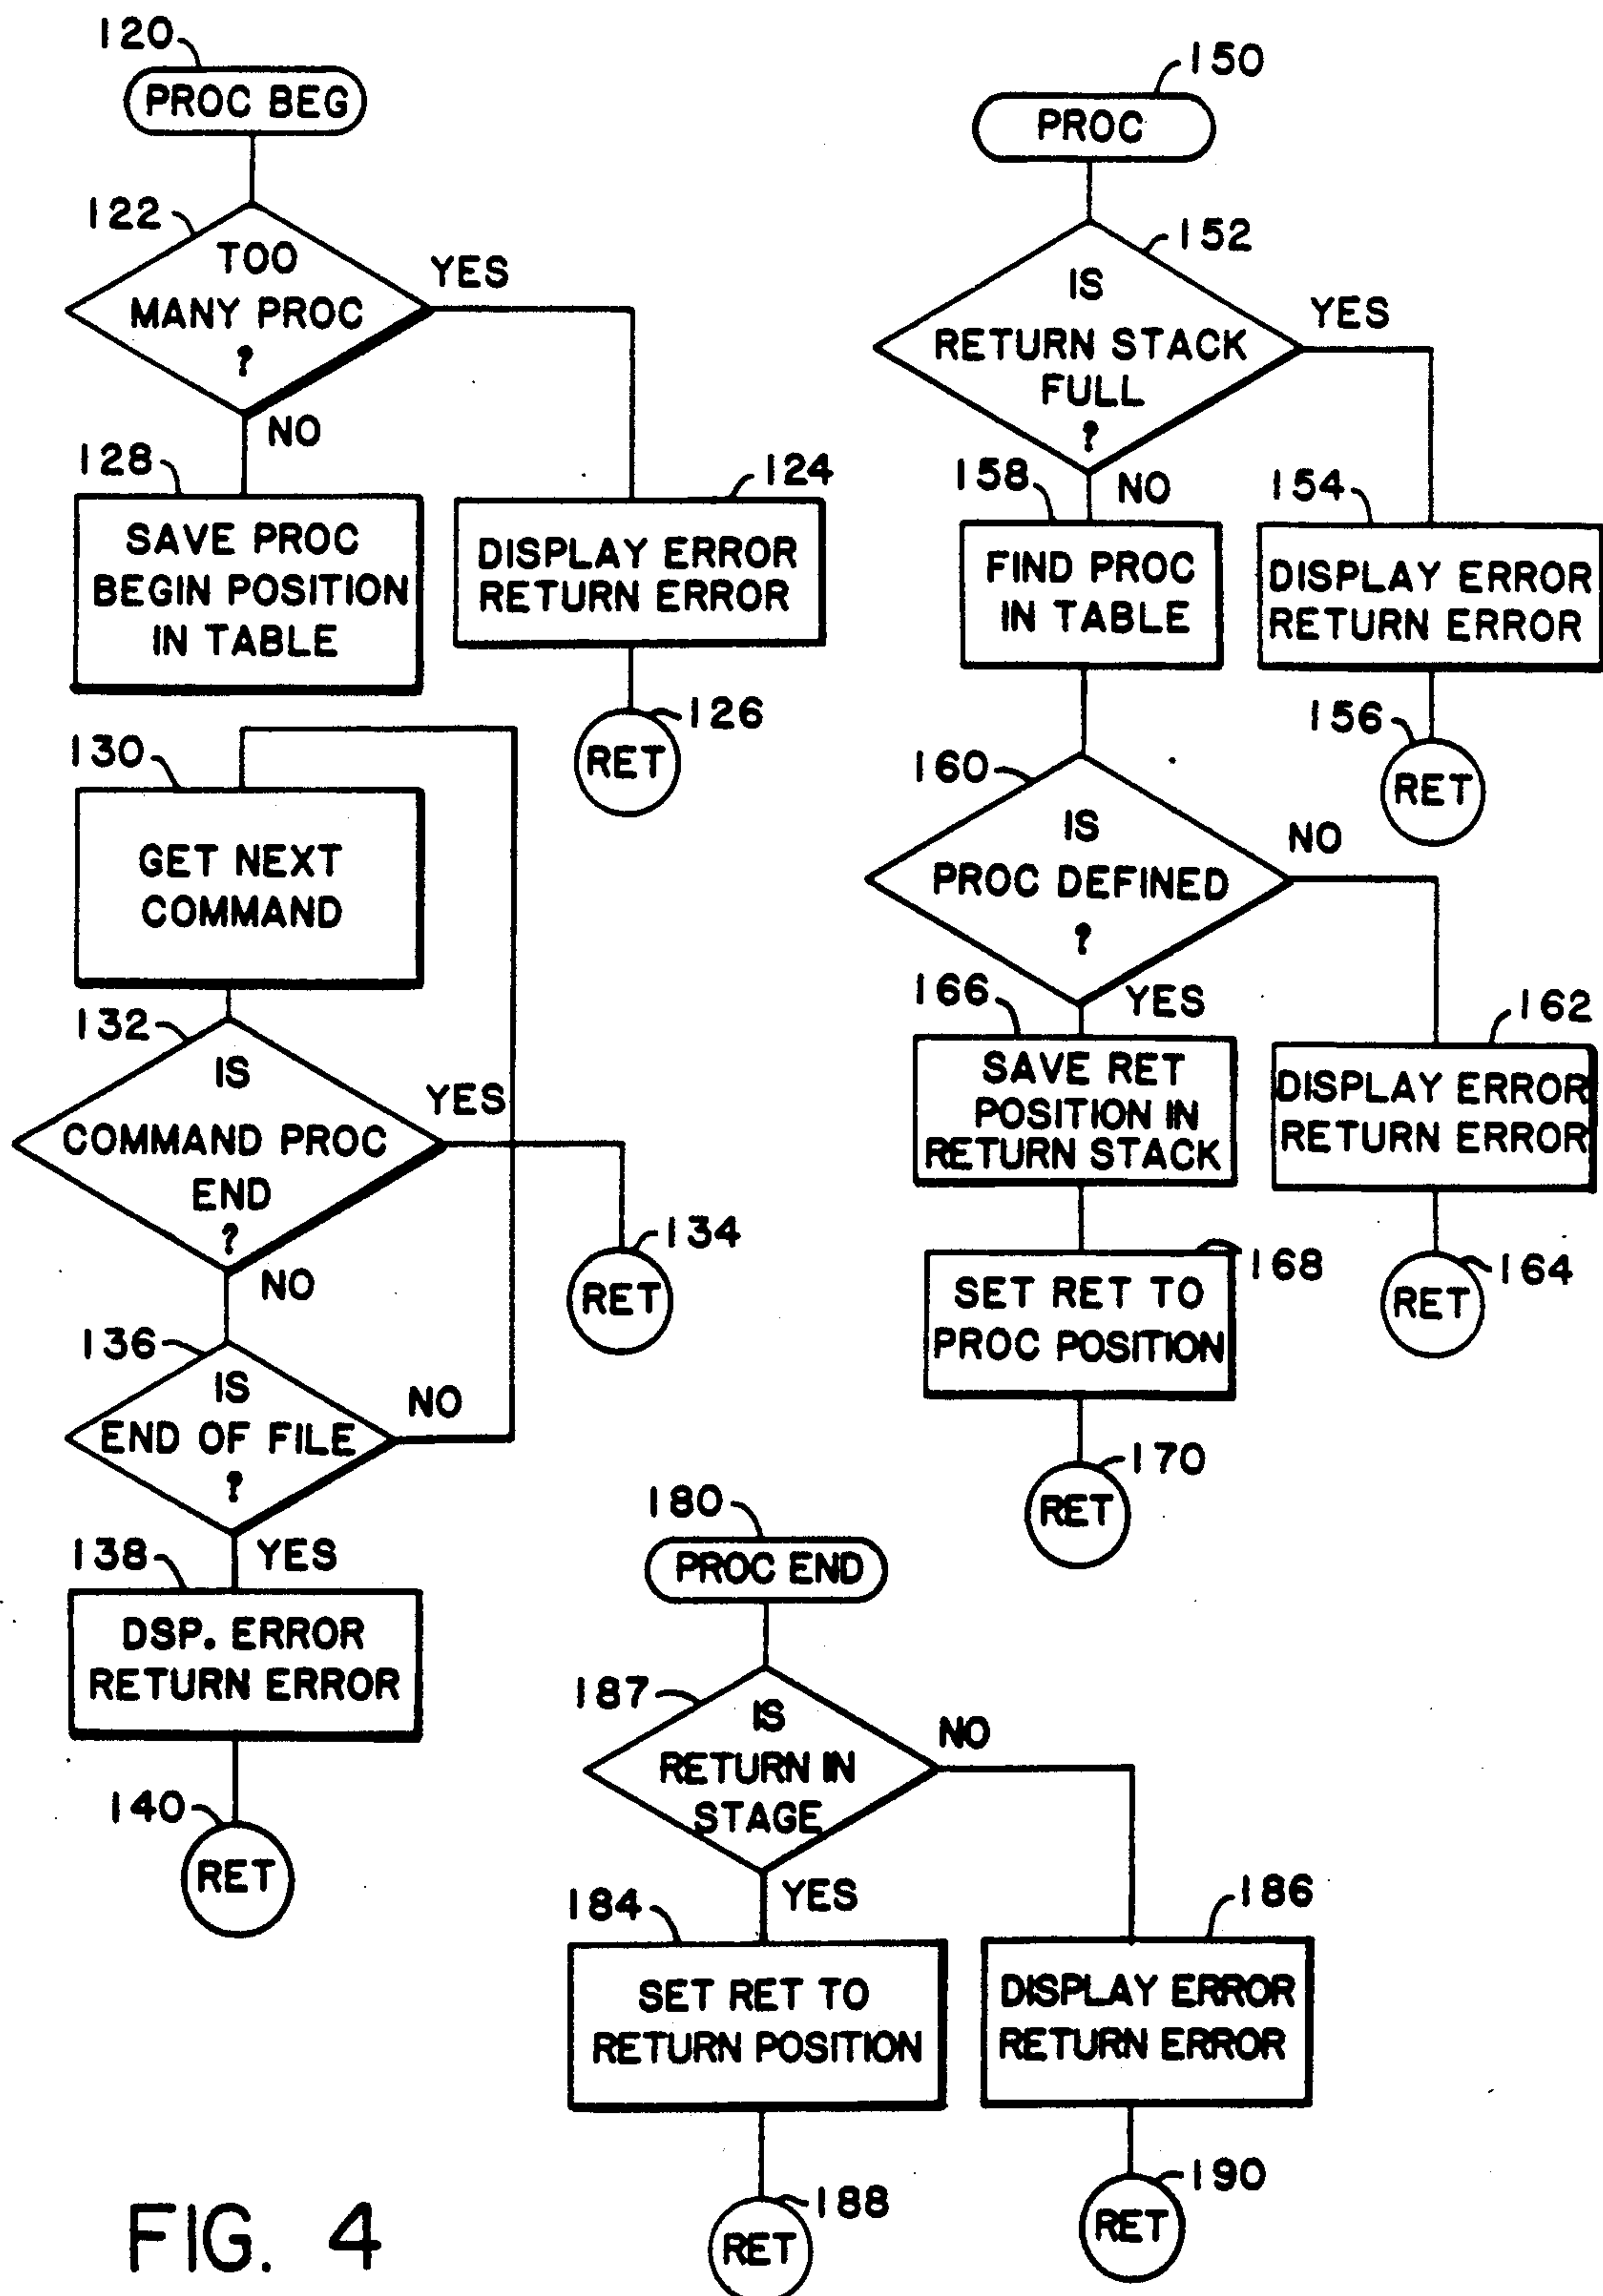 120
PROC BEG
122
TOO
MANY PROC
?
YES
NO
128
SAVE PROC
BEGIN POSITION
IN TABLE
124
DISPLAY ERROR
RETURN ERROR
126
RET
130
GET NEXT
COMMAND
132
IS
COMMAND PROC
END
?
YES
134
RET
NO
136
IS
END OF FILE
?
NO
YES
138
DSP. ERROR
RETURN ERROR
140
RET
150
PROC
152
IS
RETURN STACK
FULL
?
YES
NO
158
FIND PROC
IN TABLE
154
DISPLAY ERROR
RETURN ERROR
156
RET
160
IS
PROC DEFINED
?
NO
YES
166
SAVE RET
POSITION IN
RETURN STACK
162
DISPLAY ERROR
RETURN ERROR
164
RET
168
SET RET TO
PROC POSITION
170
RET
180
PROC END
187
IS
RETURN IN
STAGE
NO
YES
184
SET RET TO
RETURN POSITION
186
DISPLAY ERROR
RETURN ERROR
188
RET
190
RET
FIG. 4